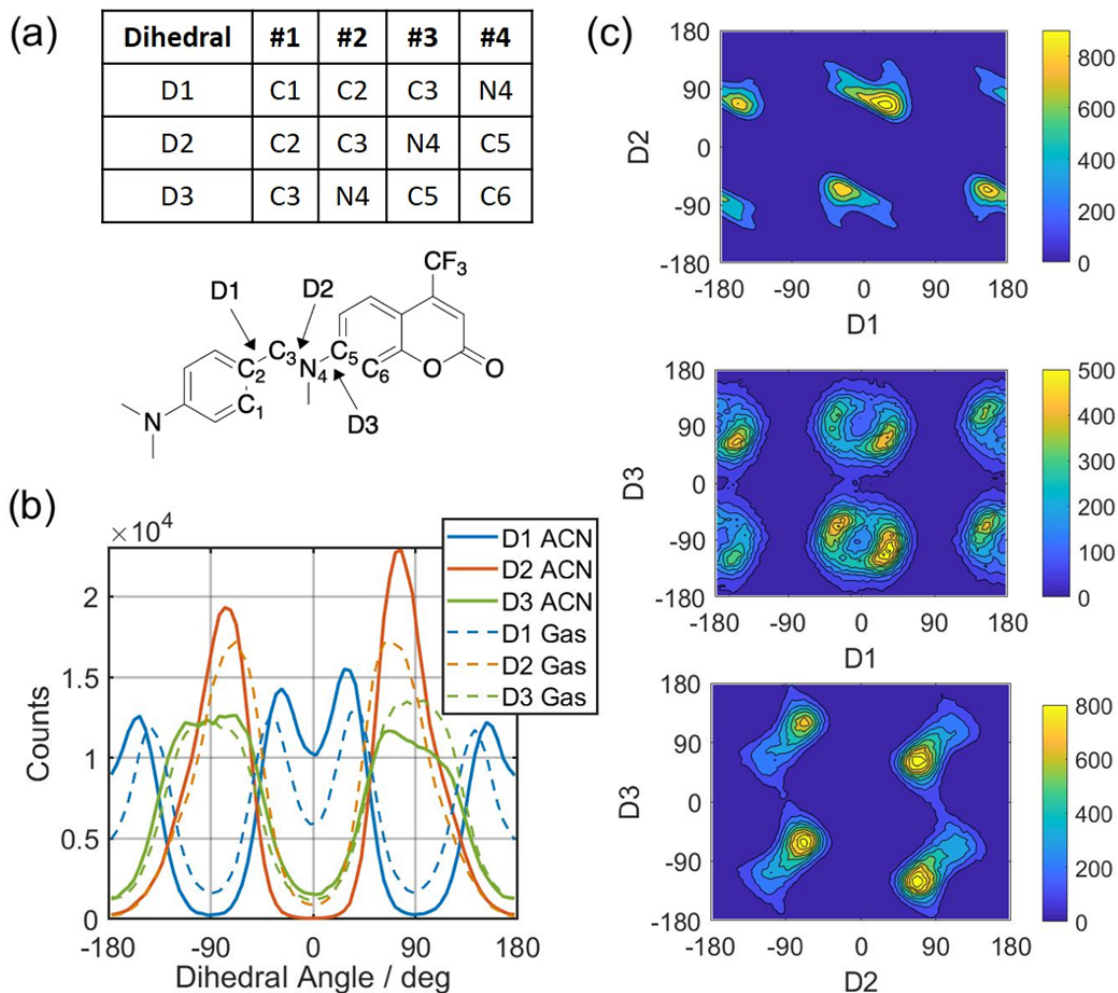 (a)
Dihedral #1 #2 #3 #4
D1 C1 C2 C3 N4
D2 C2 C3 N4 C5
D3 C3 N4 C5 C6
CF3
D1 D2
C3 C5
C2 N4 C6 O O
C1
N D3
(b)
×10^4
D1 ACN
D2 ACN
D3 ACN
D1 Gas
D2 Gas
D3 Gas
2
1.5
1
0.5
0
Counts
-180 -90 0 90 180
Dihedral Angle / deg
(c)
180
90
0
-90
-180
D2
-180 -90 0 90 180
D1
800
600
400
200
0
180
90
0
-90
-180
D3
-180 -90 0 90 180
D1
500
400
300
200
100
0
180
90
0
-90
-180
D3
-180 -90 0 90 180
D2
800
600
400
200
0